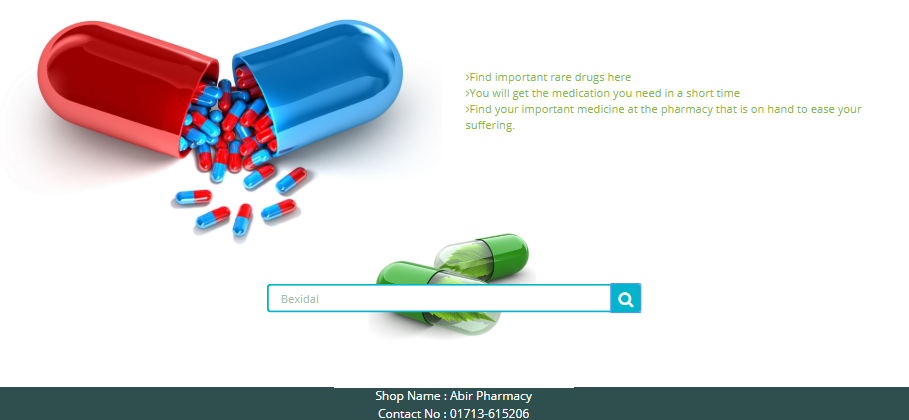 ›Find important rare drugs here
›You will get the medication you need in a short time
›Find your important medicine at the pharmacy that is on hand to ease your
suffering.
Bexidal
Shop Name : Abir Pharmacy
Contact No : 01713-615206